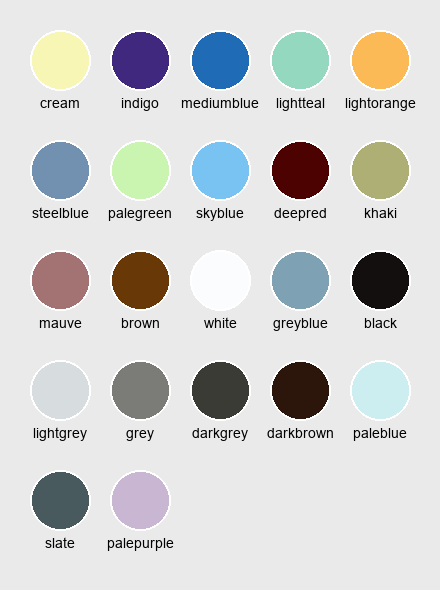 cream indigo mediumblue lightteal lightorange
steelblue palegreen skyblue deepred khaki
mauve brown white greyblue black
lightgrey grey darkgrey darkbrown paleblue
slate palepurple